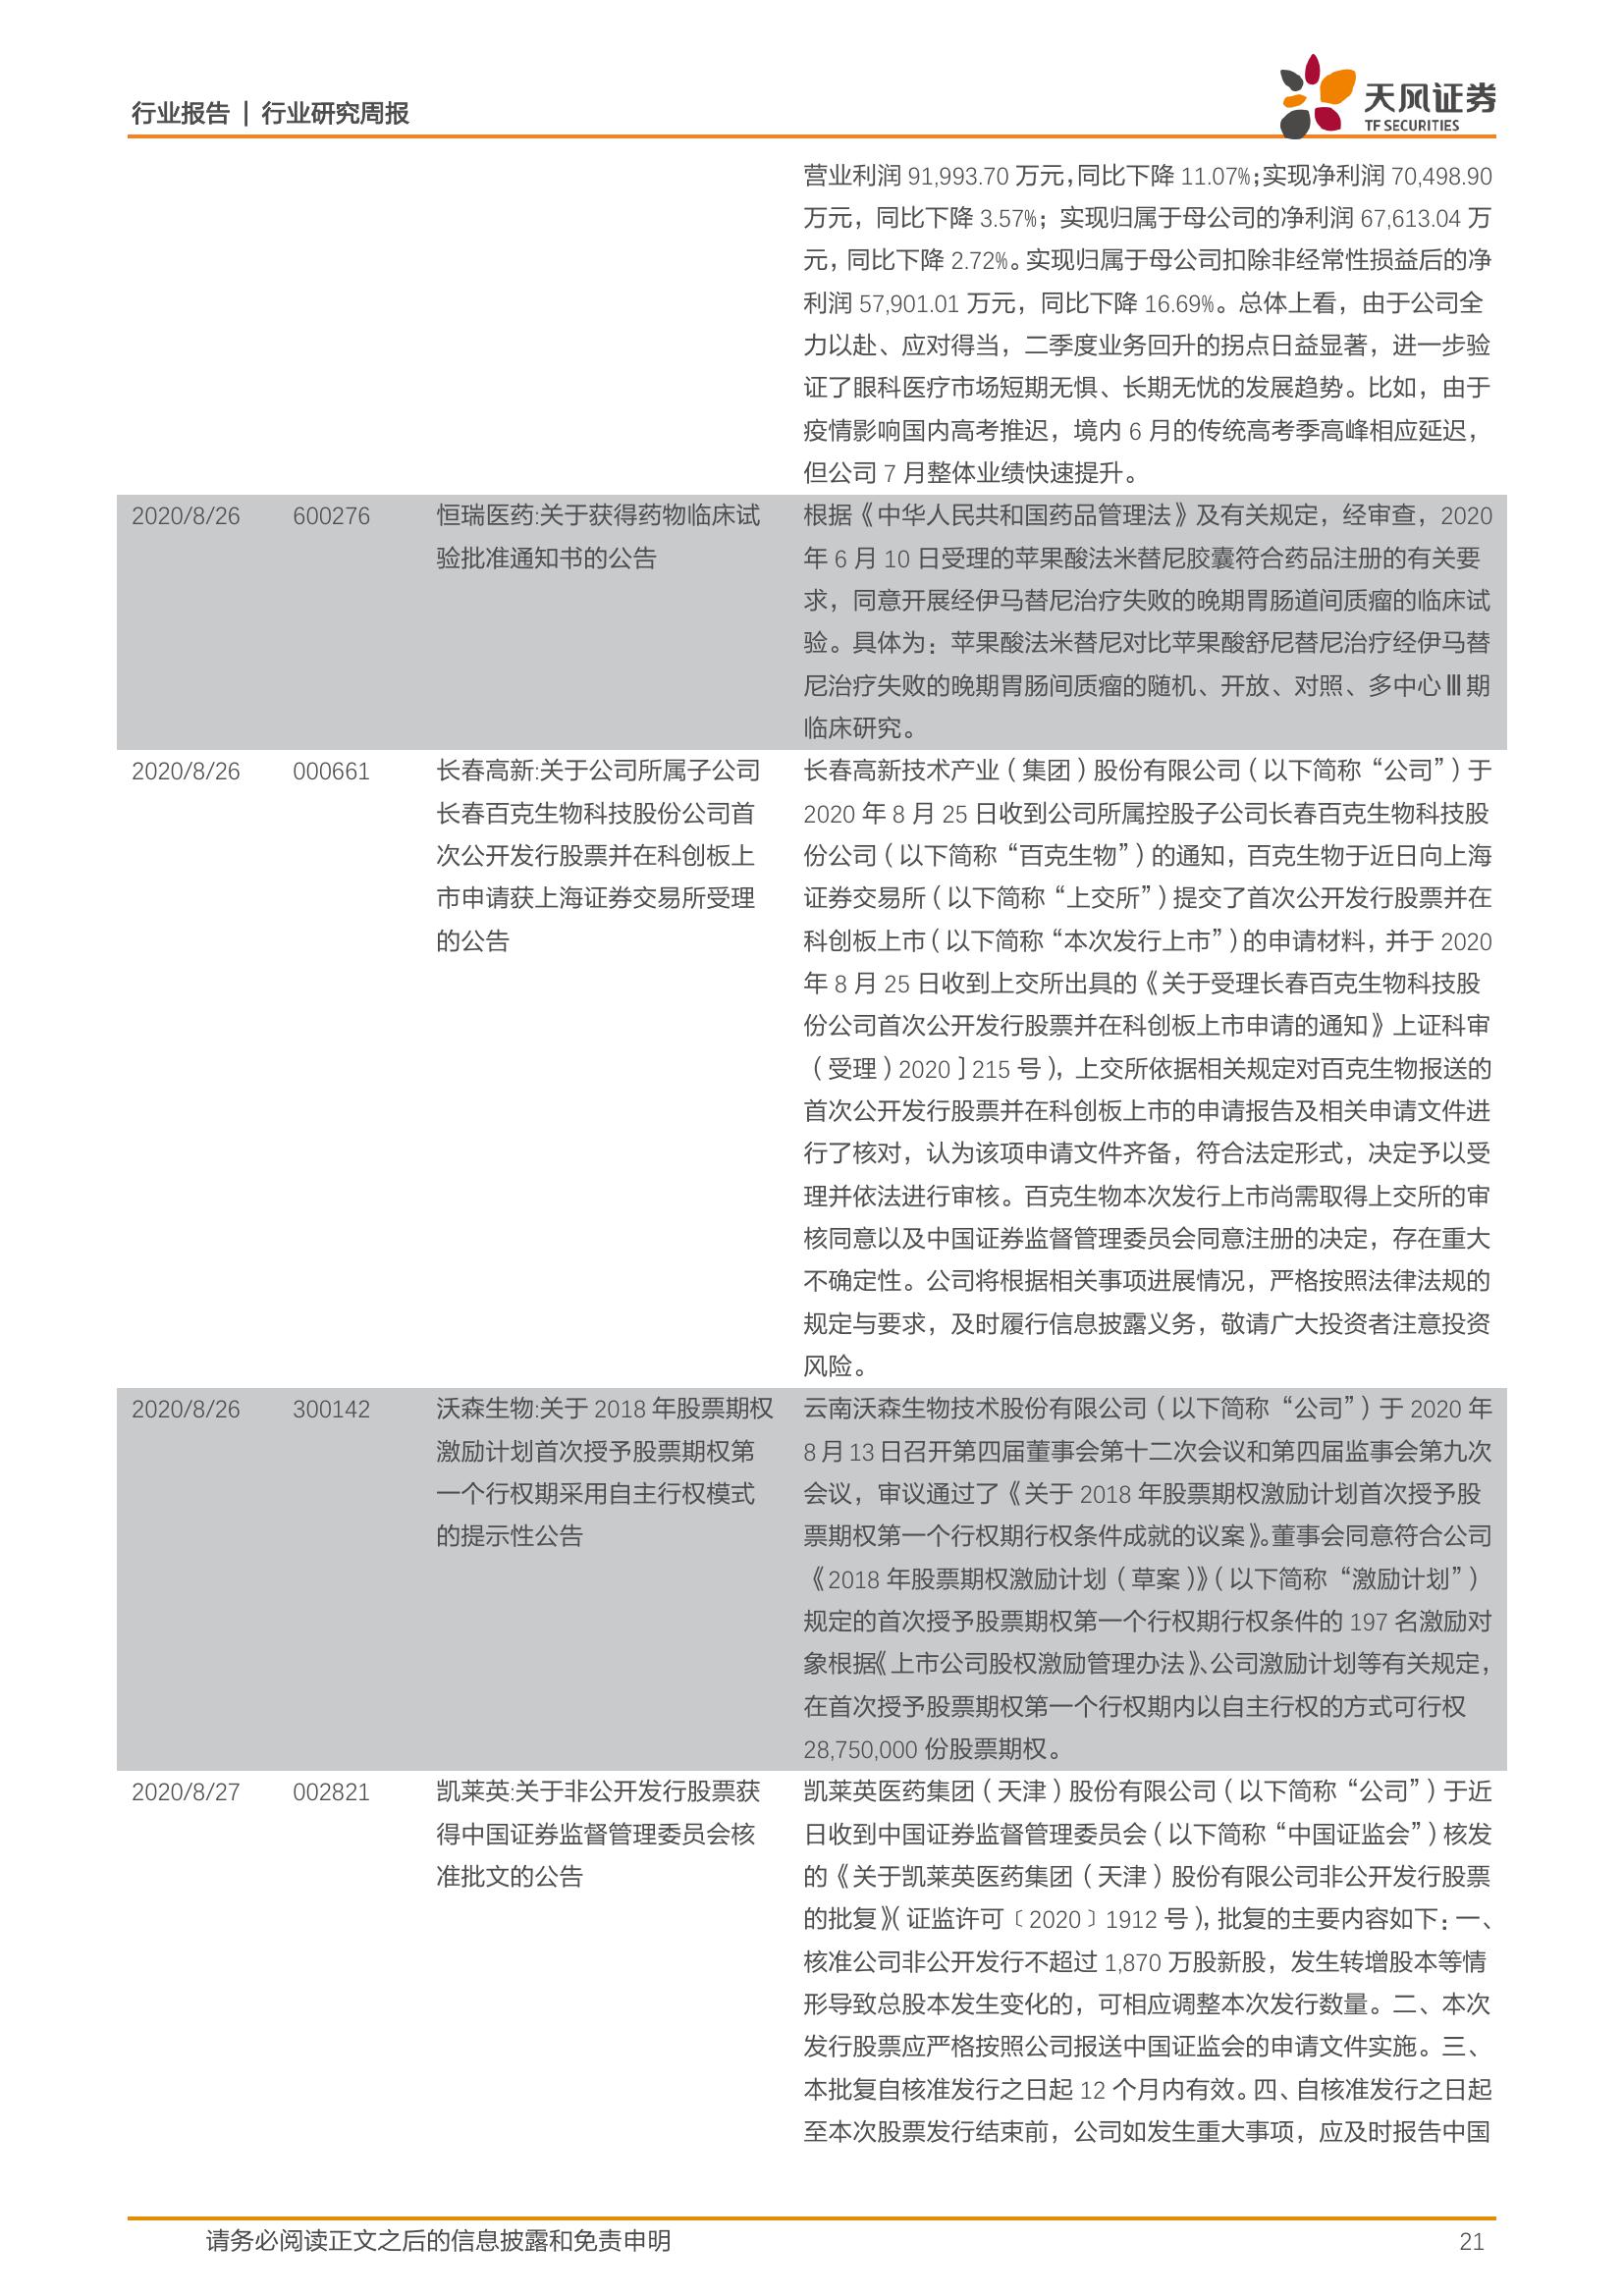 行业报告 | 行业研究周报
天风证券
TF SECURITIES
营业利润 91,993.70 万元，同比下降 11.07%；实现净利润 70,498.90
万元，同比下降 3.57%；实现归属于母公司的净利润 67,613.04 万
元，同比下降 2.72%。实现归属于母公司扣除非经常性损益后的净
利润 57,901.01 万元，同比下降 16.69%。总体上看，由于公司全
力以赴、应对得当，二季度业务回升的拐点日益显著，进一步验
证了眼科医疗市场短期无惧、长期无忧的发展趋势。比如，由于
疫情影响国内高考推迟，境内 6 月的传统高考季高峰相应延迟，
但公司 7 月整体业绩快速提升。
2020/8/26 600276 恒瑞医药:关于获得药物临床试
验批准通知书的公告
根据《中华人民共和国药品管理法》及有关规定，经审查，2020
年 6 月 10 日受理的苹果酸法米替尼胶囊符合药品注册的有关要
求，同意开展经伊马替尼治疗失败的晚期胃肠道间质瘤的临床试
验。具体为：苹果酸法米替尼对比苹果酸舒尼替尼治疗经伊马替
尼治疗失败的晚期胃肠间质瘤的随机、开放、对照、多中心Ⅲ期
临床研究。
2020/8/26 000661 长春高新:关于公司所属子公司
长春百克生物科技股份公司首
次公开发行股票并在科创板上
市申请获上海证券交易所受理
的公告
长春高新技术产业（集团）股份有限公司（以下简称“公司”）于
2020 年 8 月 25 日收到公司所属控股子公司长春百克生物科技股
份公司（以下简称“百克生物”）的通知，百克生物于近日向上海
证券交易所（以下简称“上交所”）提交了首次公开发行股票并在
科创板上市（以下简称“本次发行上市”）的申请材料，并于 2020
年 8 月 25 日收到上交所出具的《关于受理长春百克生物科技股
份公司首次公开发行股票并在科创板上市申请的通知》上证科审
（受理）2020〕215 号），上交所依据相关规定对百克生物报送的
首次公开发行股票并在科创板上市的申请报告及相关申请文件进
行了核对，认为该项申请文件齐备，符合法定形式，决定予以受
理并依法进行审核。百克生物本次发行上市尚需取得上交所的审
核同意以及中国证券监督管理委员会同意注册的决定，存在重大
不确定性。公司将根据相关事项进展情况，严格按照法律法规的
规定与要求，及时履行信息披露义务，敬请广大投资者注意投资
风险。
2020/8/26 300142 沃森生物:关于 2018 年股票期权
激励计划首次授予股票期权第
一个行权期采用自主行权模式
的提示性公告
云南沃森生物技术股份有限公司（以下简称“公司”）于 2020 年
8 月 13 日召开第四届董事会第十二次会议和第四届监事会第九次
会议，审议通过了《关于 2018 年股票期权激励计划首次授予股
票期权第一个行权期行权条件成就的议案》。董事会同意符合公司
《2018 年股票期权激励计划（草案）》（以下简称“激励计划”）
规定的首次授予股票期权第一个行权期行权条件的 197 名激励对
象根据《上市公司股权激励管理办法》、公司激励计划等有关规定，
在首次授予股票期权第一个行权期内以自主行权的方式可行权
28,750,000 份股票期权。
2020/8/27 002821 凯莱英:关于非公开发行股票获
得中国证券监督管理委员会核
准批文的公告
凯莱英医药集团（天津）股份有限公司（以下简称“公司”）于近
日收到中国证券监督管理委员会（以下简称“中国证监会”）核发
的《关于凯莱英医药集团（天津）股份有限公司非公开发行股票
的批复》（证监许可〔2020〕1912 号），批复的主要内容如下：一、
核准公司非公开发行不超过 1,870 万股新股，发生转增股本等情
形导致总股本发生变化的，可相应调整本次发行数量。二、本次
发行股票应严格按照公司报送中国证监会的申请文件实施。三、
本批复自核准发行之日起 12 个月内有效。四、自核准发行之日起
至本次股票发行结束前，公司如发生重大事项，应及时报告中国
请务必阅读正文之后的信息披露和免责申明
21